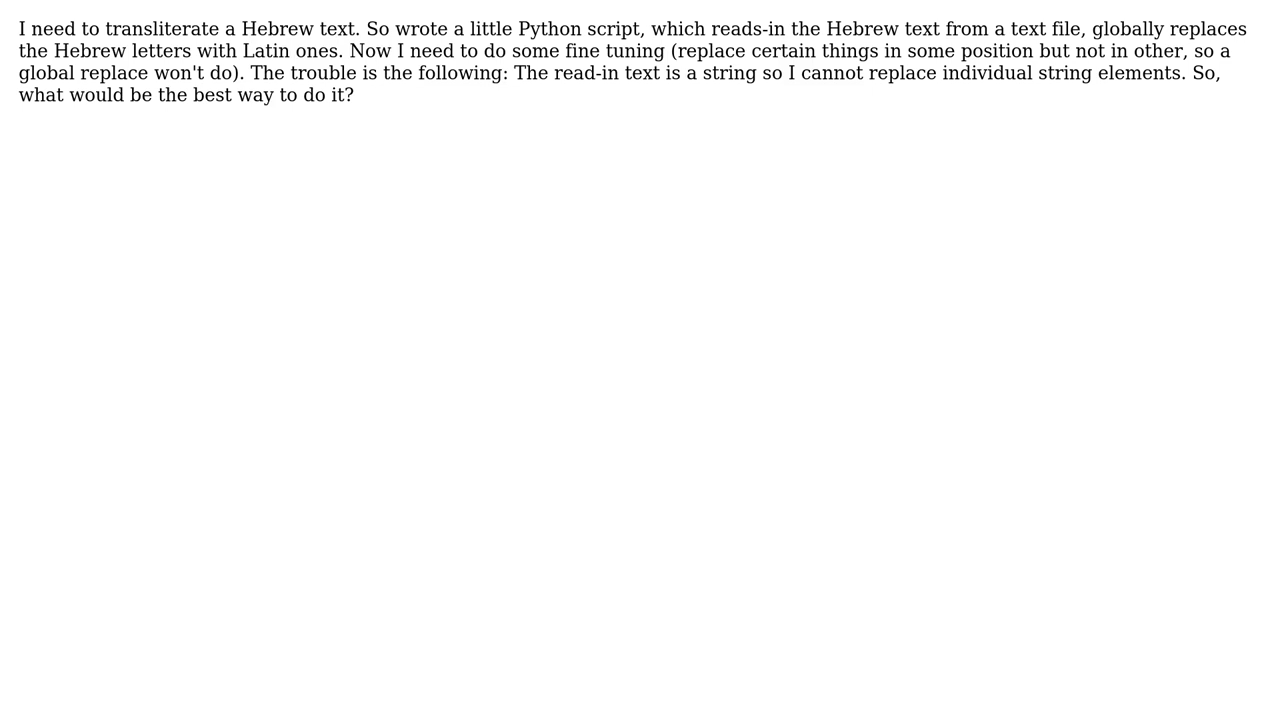 I need to transliterate a Hebrew text. So wrote a little Python script, which reads-in the Hebrew text from a text file, globally replaces
the Hebrew letters with Latin ones. Now I need to do some fine tuning (replace certain things in some position but not in other, so a
global replace won't do). The trouble is the following: The read-in text is a string so I cannot replace individual string elements. So,
what would be the best way to do it?